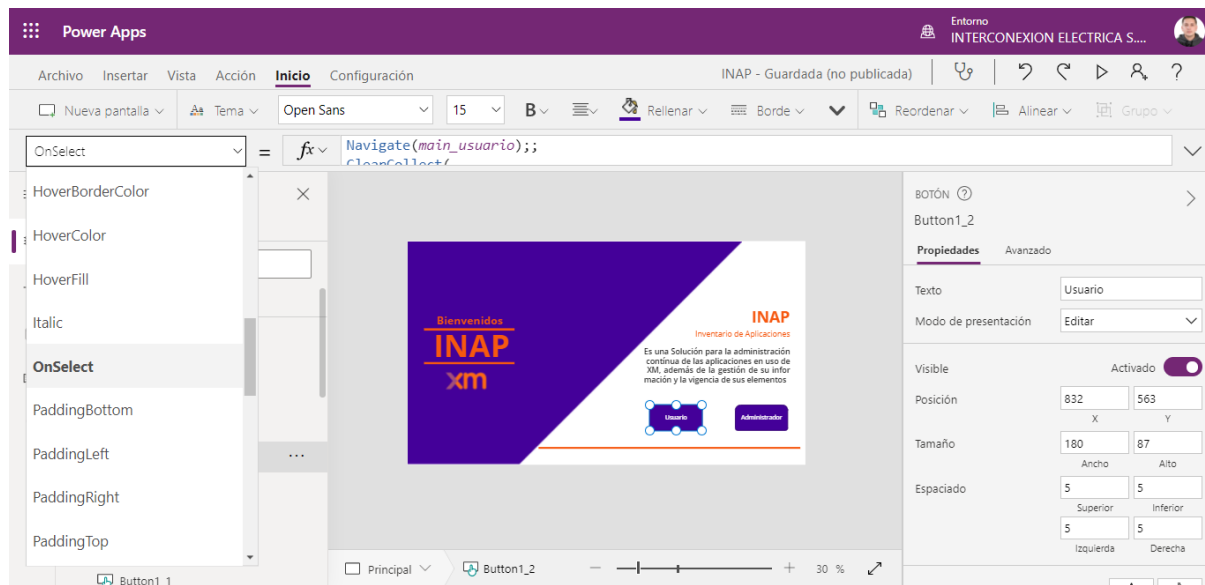 Power Apps
Entorno
INTERCONEXION ELECTRICA S....
Archivo Insertar Vista Acción Inicio Configuración
INAP - Guardada (no publicada)
Nueva pantalla Tema Open Sans 15 B Rellenar Borde Reordenar Alinear Grupo
OnSelect = fx Navigate(main_usuario);;
ClearCollect(
HoverBorderColor
HoverColor
HoverFill
Italic
OnSelect
PaddingBottom
PaddingLeft
PaddingRight
PaddingTop
Button1_1
Bienvenidos
INAP
xm
INAP
Inventario de Aplicaciones
Es una Solución para la administración
contínua de las aplicaciones en uso de
XM, además de la gestión de su infor
mación y la vigencia de sus elementos
Usuario Administrador
Principal Button1_2 30 %
BOTÓN
Button1_2
Propiedades Avanzado
Texto Usuario
Modo de presentación Editar
Visible Activado
Posición 832 563
X Y
Tamaño 180 87
Ancho Alto
Espaciado 5 5
Superior Inferior
5 5
Izquierda Derecha